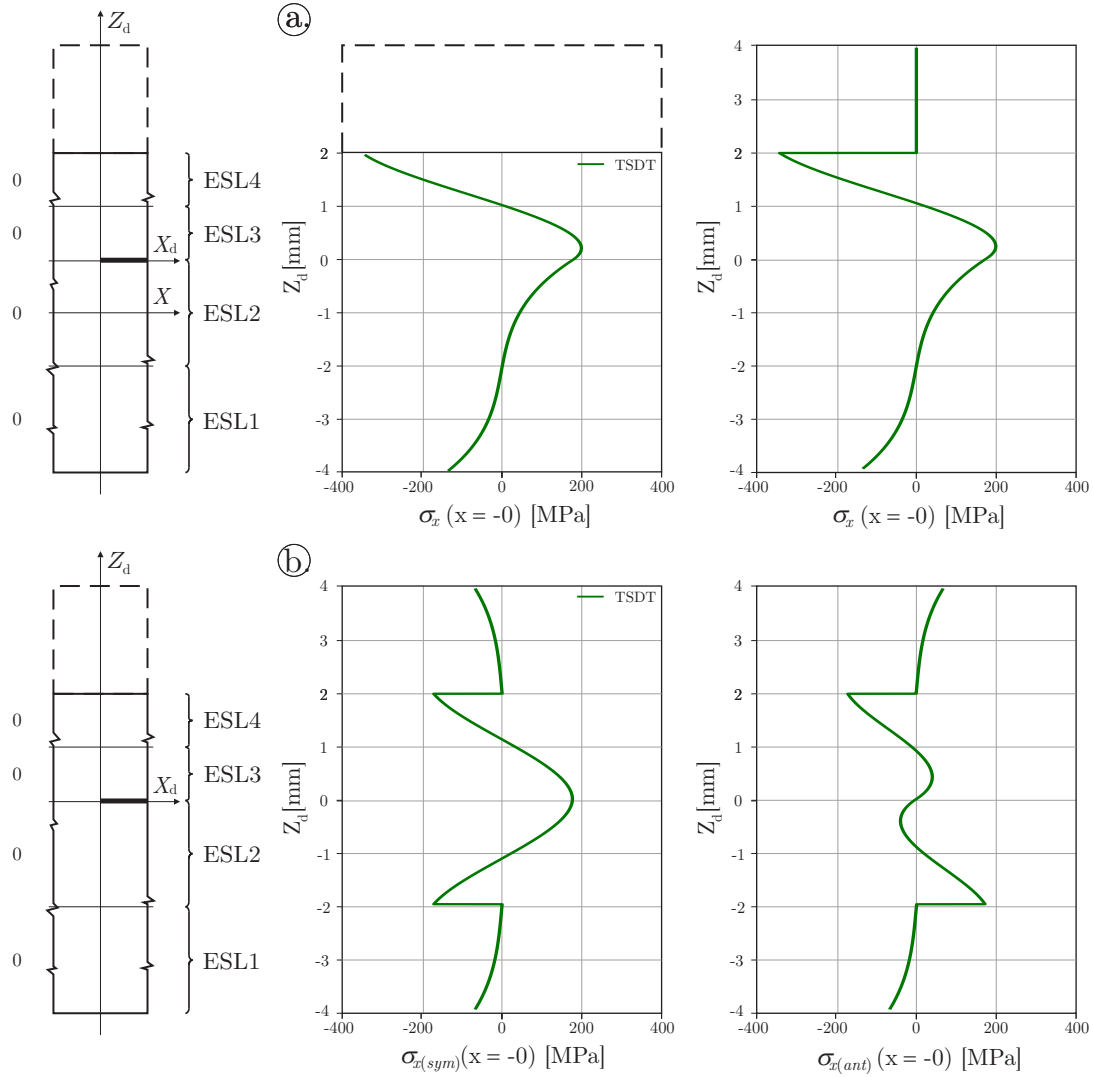 a.
Z_d
0 ESL4
0 ESL3
X_d
X
0 ESL2
0 ESL1
TSDT
Z_d[mm]
2
1
0
-1
-2
-3
-4
-400 -200 0 200 400
σ_x (x = -0) [MPa]
Z_d[mm]
4
3
2
1
0
-1
-2
-3
-4
-400 -200 0 200 400
σ_x (x = -0) [MPa]
b.
Z_d
0 ESL4
0 ESL3
X_d
0 ESL2
0 ESL1
TSDT
Z_d[mm]
4
3
2
1
0
-1
-2
-3
-4
-400 -200 0 200 400
σ_x(sym) (x = -0) [MPa]
Z_d[mm]
4
3
2
1
0
-1
-2
-3
-4
-400 -200 0 200 400
σ_x(ant) (x = -0) [MPa]